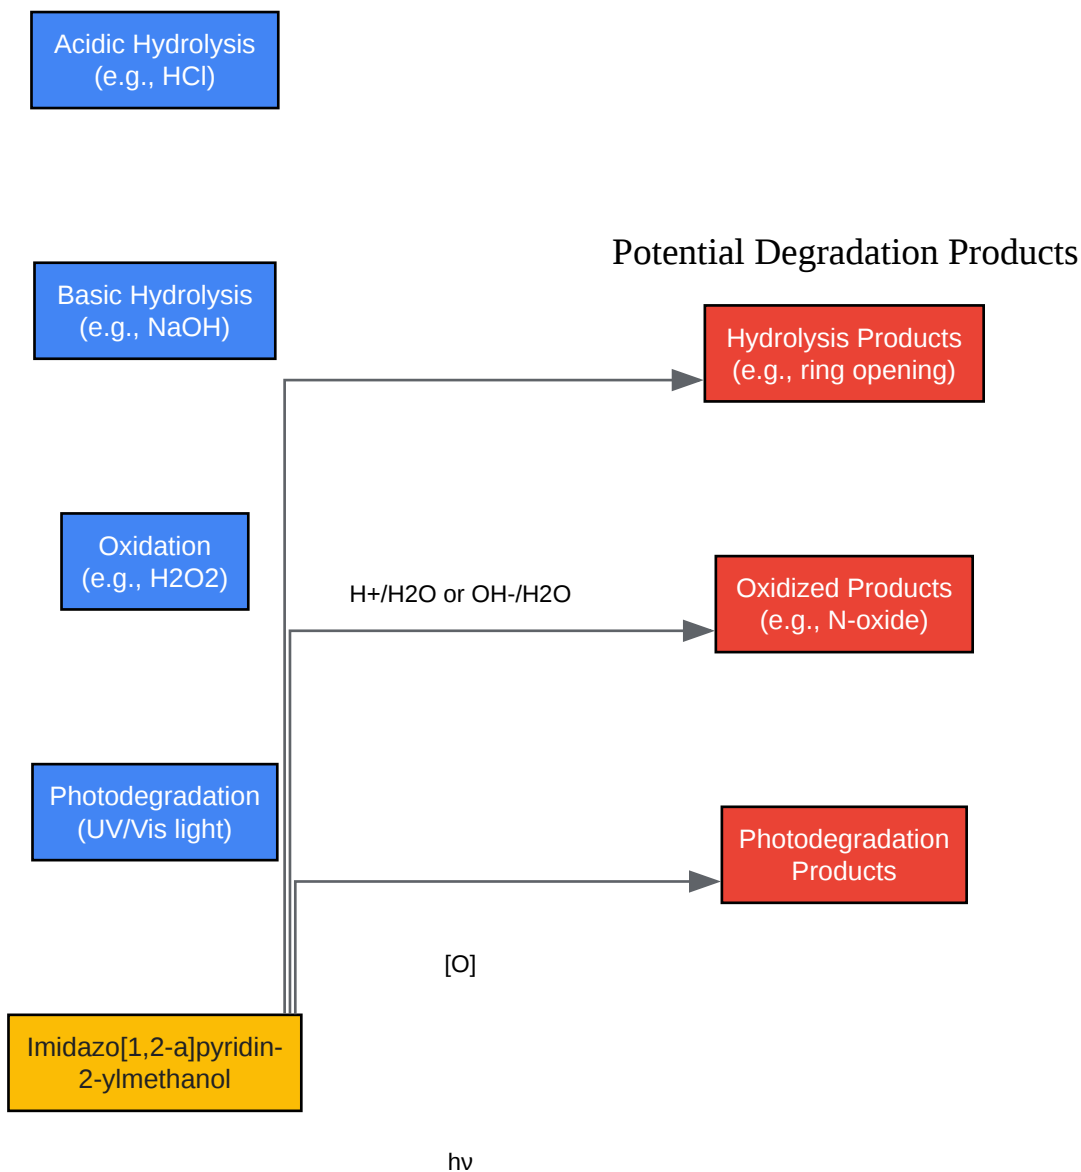 Acidic Hydrolysis
(e.g., HCl)
Potential Degradation Products
Basic Hydrolysis
(e.g., NaOH)
Hydrolysis Products
(e.g., ring opening)
Oxidation
(e.g., H2O2)
H+/H2O or OH-/H2O
Oxidized Products
(e.g., N-oxide)
Photodegradation
(UV/Vis light)
Photodegradation
Products
[O]
Imidazo[1,2-a]pyridin-
2-ylmethanol
hν